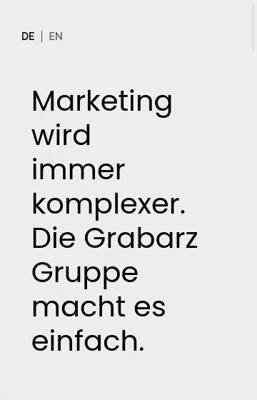 DE | EN
Marketing
wird
immer
komplexer.
Die Grabarz
Gruppe
macht es
einfach.